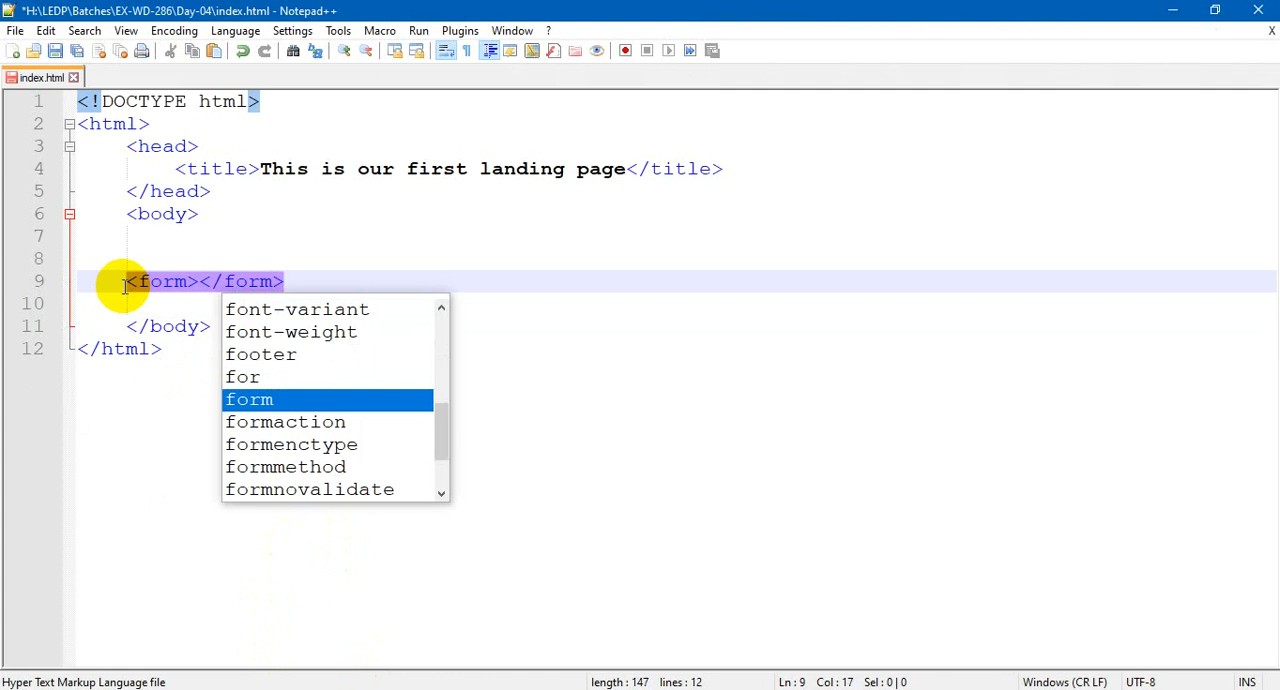 *H:\LEDP\Batches\EX-WD-286\Day-04\index.html - Notepad++
File Edit Search View Encoding Language Settings Tools Macro Run Plugins Window ? X
index.html
1 <!DOCTYPE html>
2 <html>
3 <head>
4 <title>This is our first landing page</title>
5 </head>
6 <body>
7
8
9 <form></form>
10
11 </body>
12 </html>
font-variant
font-weight
footer
for
form
formaction
formenctype
formmethod
formnovalidate
Hyper Text Markup Language file length : 147 lines : 12 Ln : 9 Col : 17 Sel : 0 | 0 Windows (CR LF) UTF-8 INS